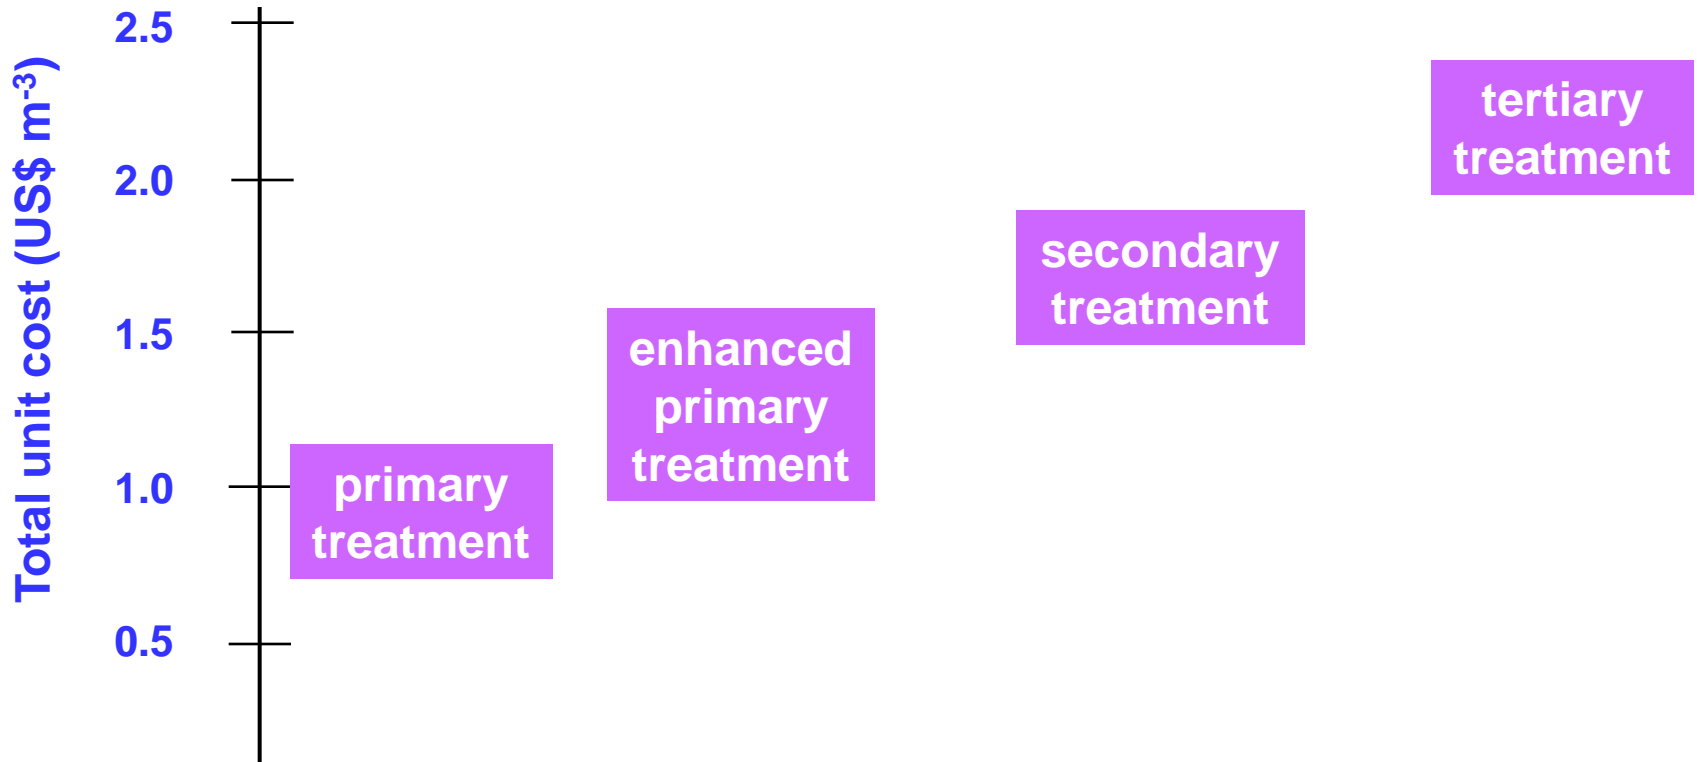 Total unit cost (US$ m-3)
2.5
2.0
1.5
1.0
0.5
primary
treatment
enhanced
primary
treatment
secondary
treatment
tertiary
treatment